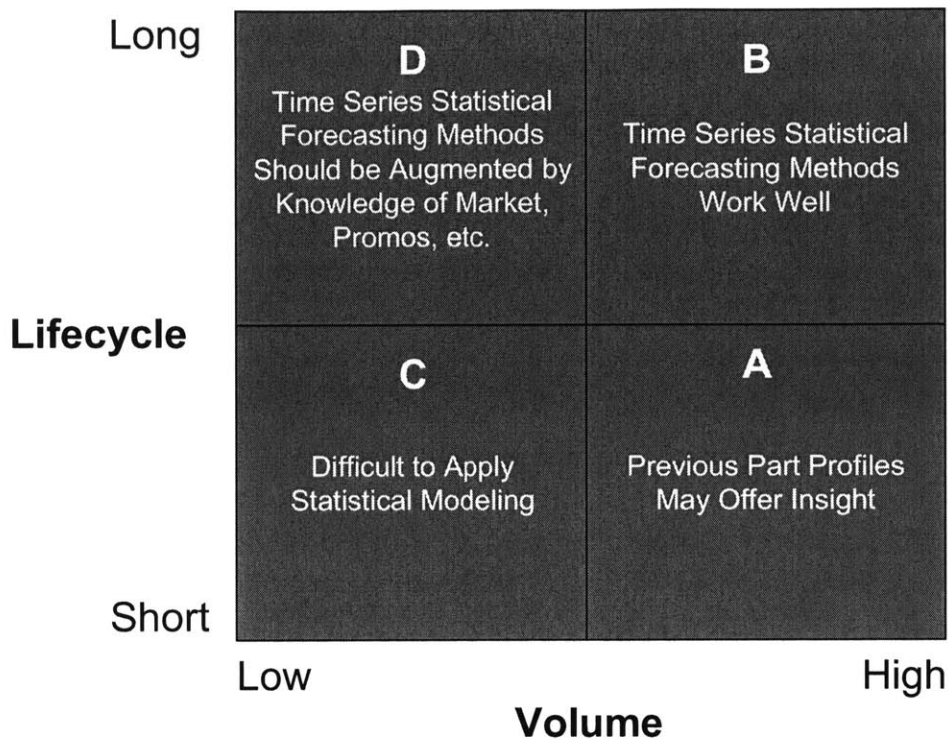 Long
D
Time Series Statistical
Forecasting Methods
Should be Augmented by
Knowledge of Market,
Promos, etc.
B
Time Series Statistical
Forecasting Methods
Work Well
Lifecycle
C
Difficult to Apply
Statistical Modeling
A
Previous Part Profiles
May Offer Insight
Short
Low
High
Volume